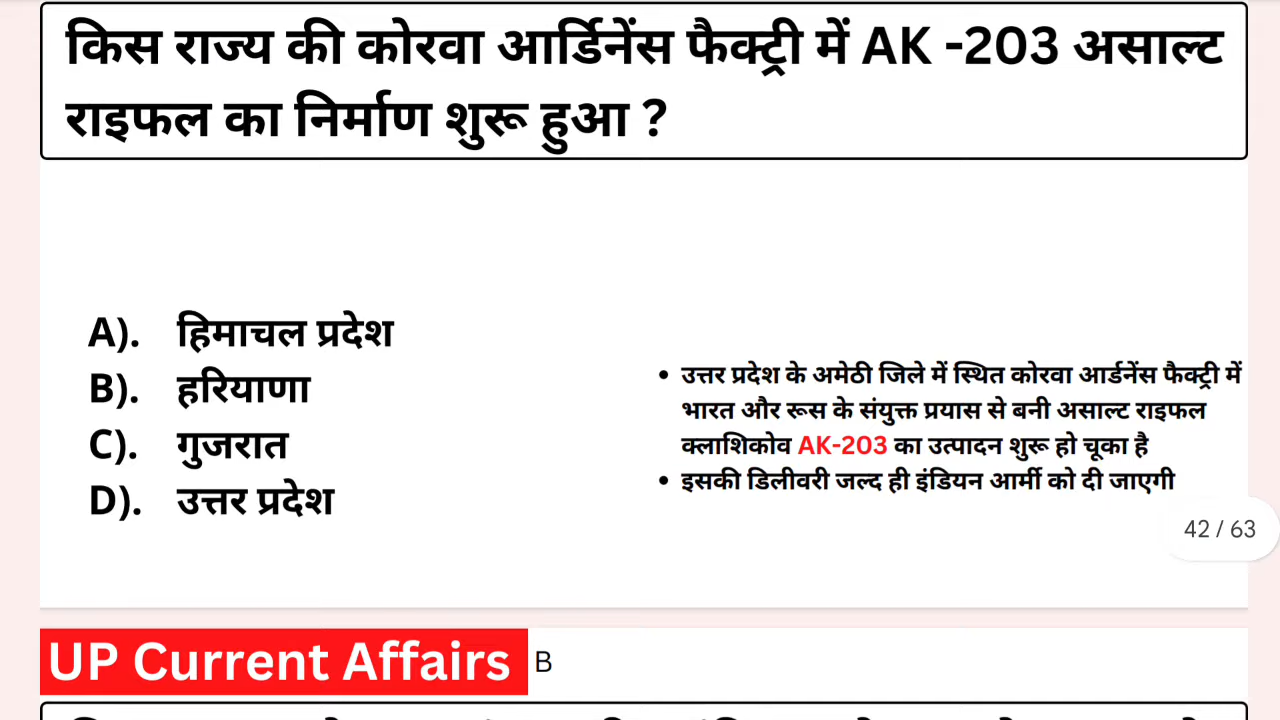 किस राज्य की कोरवा आर्डिनेंस फैक्ट्री में AK -203 असाल्ट
राइफल का निर्माण शुरू हुआ ?
A). हिमाचल प्रदेश
B). हरियाणा
C). गुजरात
D). उत्तर प्रदेश
• उत्तर प्रदेश के अमेठी जिले में स्थित कोरवा आर्डनेंस फैक्ट्री में
भारत और रूस के संयुक्त प्रयास से बनी असाल्ट राइफल
क्लाशिकोव AK-203 का उत्पादन शुरू हो चूका है
• इसकी डिलीवरी जल्द ही इंडियन आर्मी को दी जाएगी
42 / 63
UP Current Affairs B